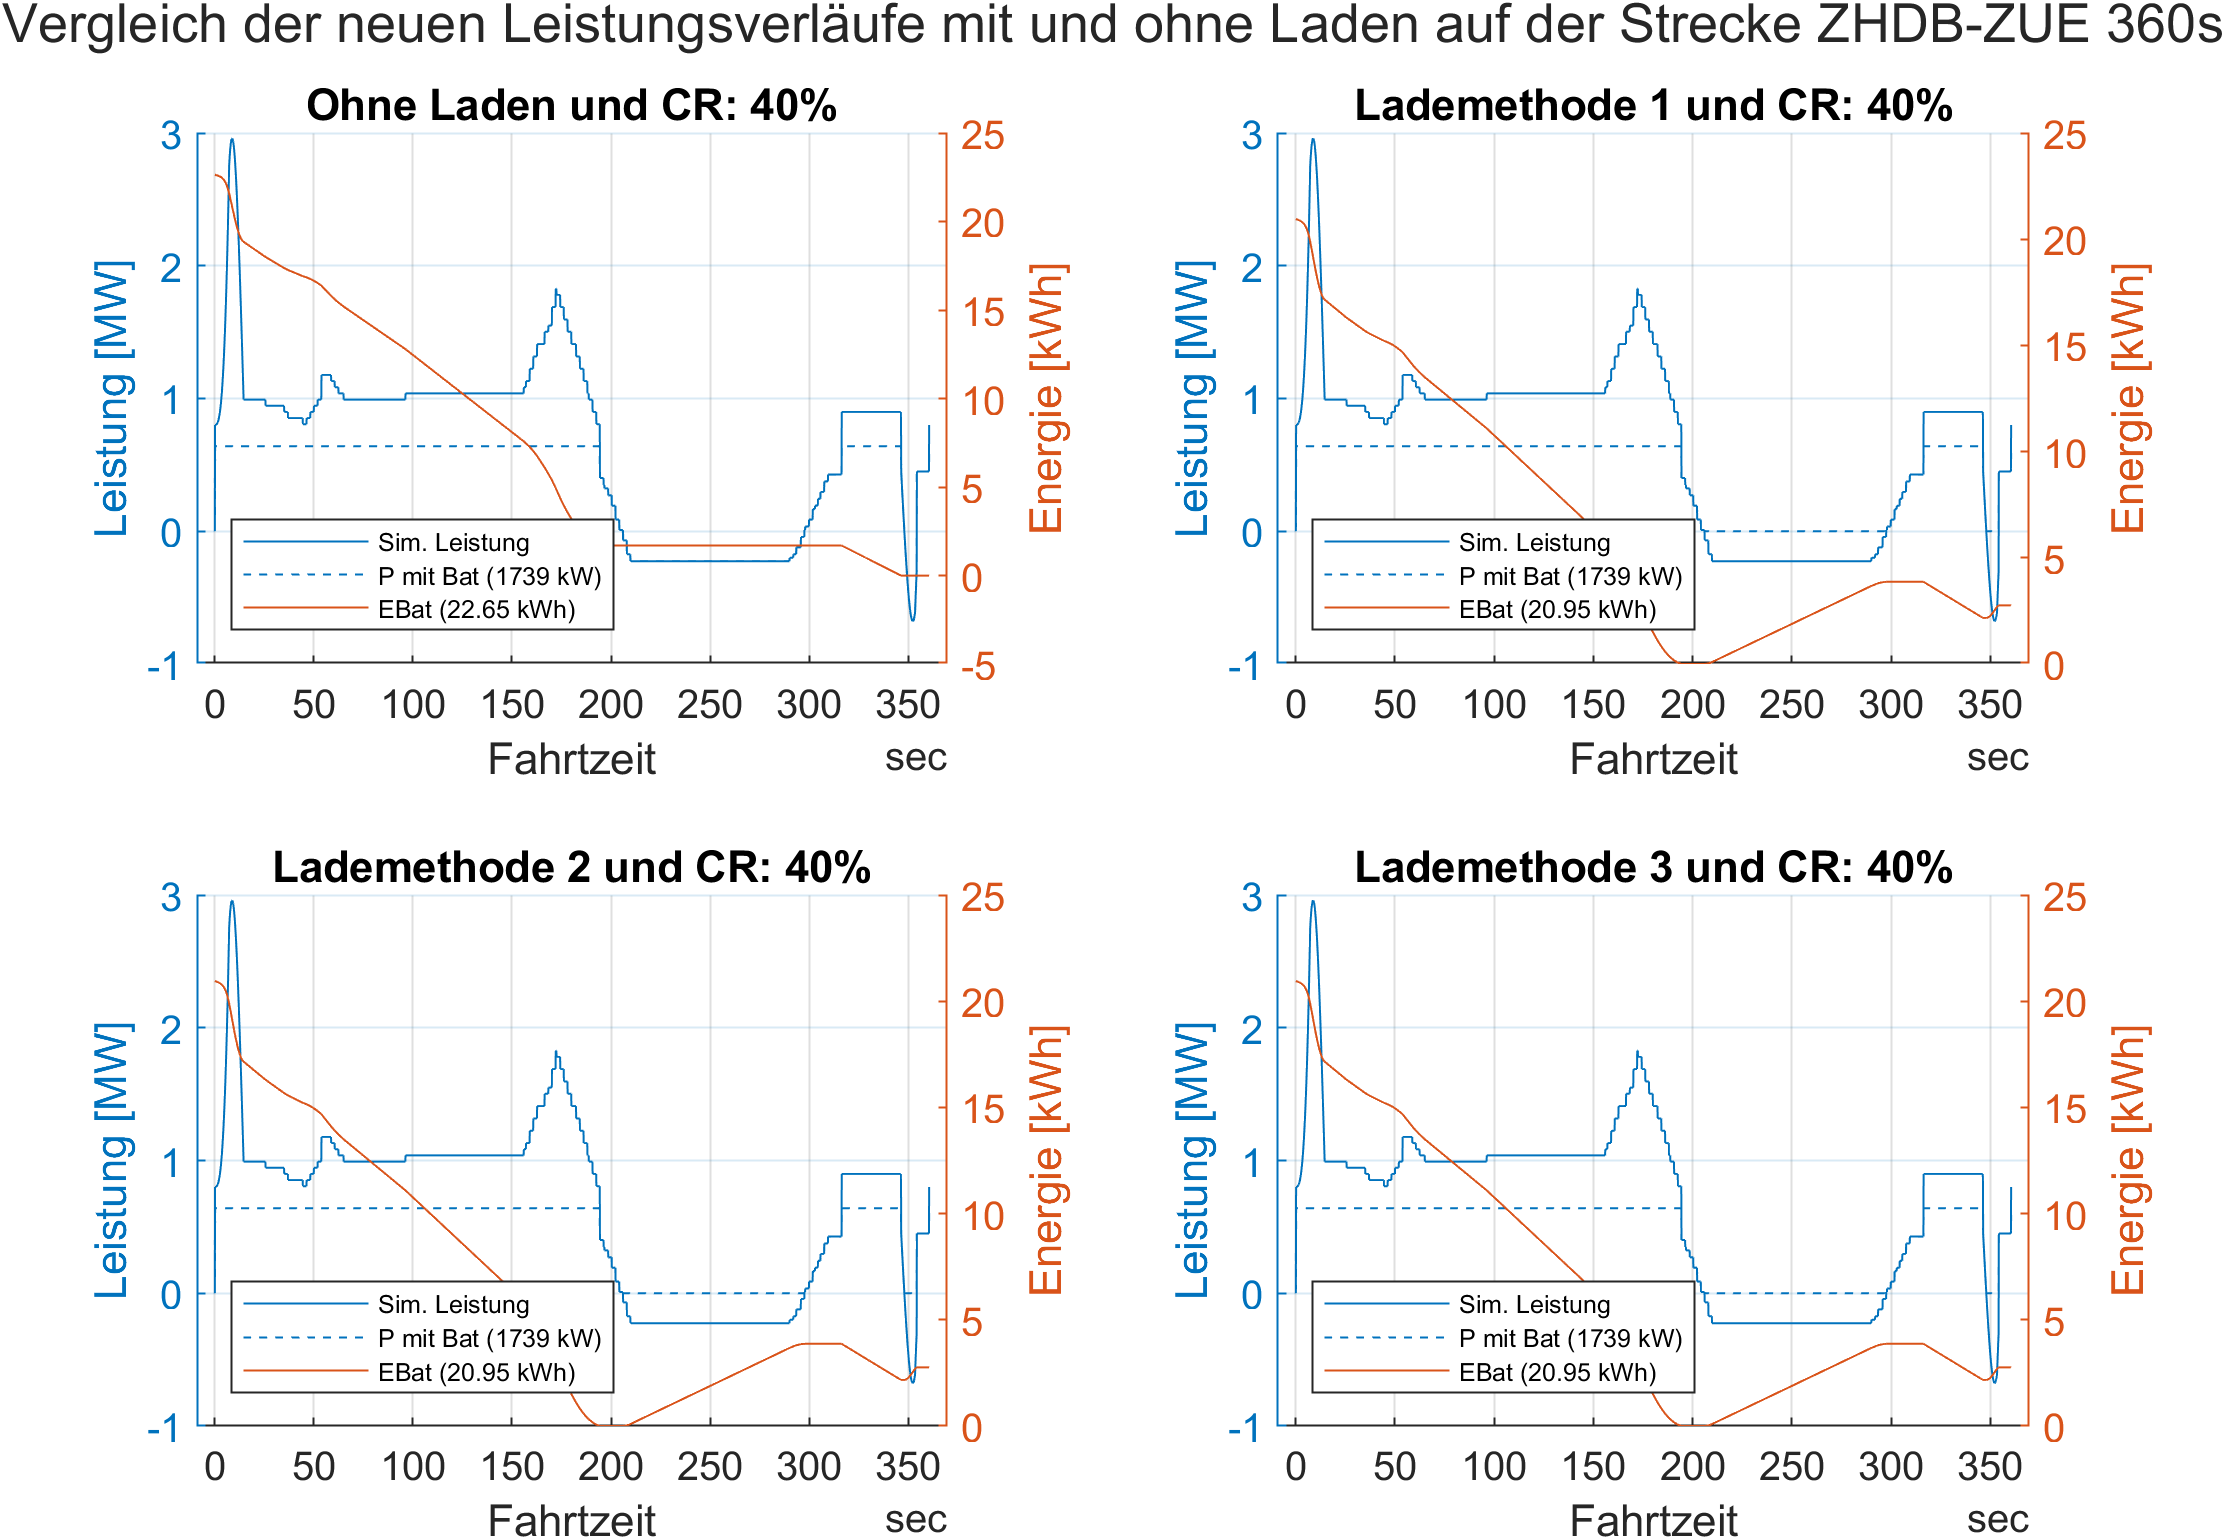 Vergleich der neuen Leistungsverläufe mit und ohne Laden auf der Strecke ZHDB-ZUE 360s
Ohne Laden und CR: 40%
3
2
1
0
-1
Leistung [MW]
25
20
15
10
5
0
-5
Energie [kWh]
Sim. Leistung
P mit Bat (1739 kW)
EBat (22.65 kWh)
0 50 100 150 200 250 300 350
Fahrtzeit sec
Lademethode 1 und CR: 40%
3
2
1
0
-1
Leistung [MW]
25
20
15
10
5
0
Energie [kWh]
Sim. Leistung
P mit Bat (1739 kW)
EBat (20.95 kWh)
0 50 100 150 200 250 300 350
Fahrtzeit sec
Lademethode 2 und CR: 40%
3
2
1
0
-1
Leistung [MW]
25
20
15
10
5
0
Energie [kWh]
Sim. Leistung
P mit Bat (1739 kW)
EBat (20.95 kWh)
0 50 100 150 200 250 300 350
Fahrtzeit sec
Lademethode 3 und CR: 40%
3
2
1
0
-1
Leistung [MW]
25
20
15
10
5
0
Energie [kWh]
Sim. Leistung
P mit Bat (1739 kW)
EBat (20.95 kWh)
0 50 100 150 200 250 300 350
Fahrtzeit sec